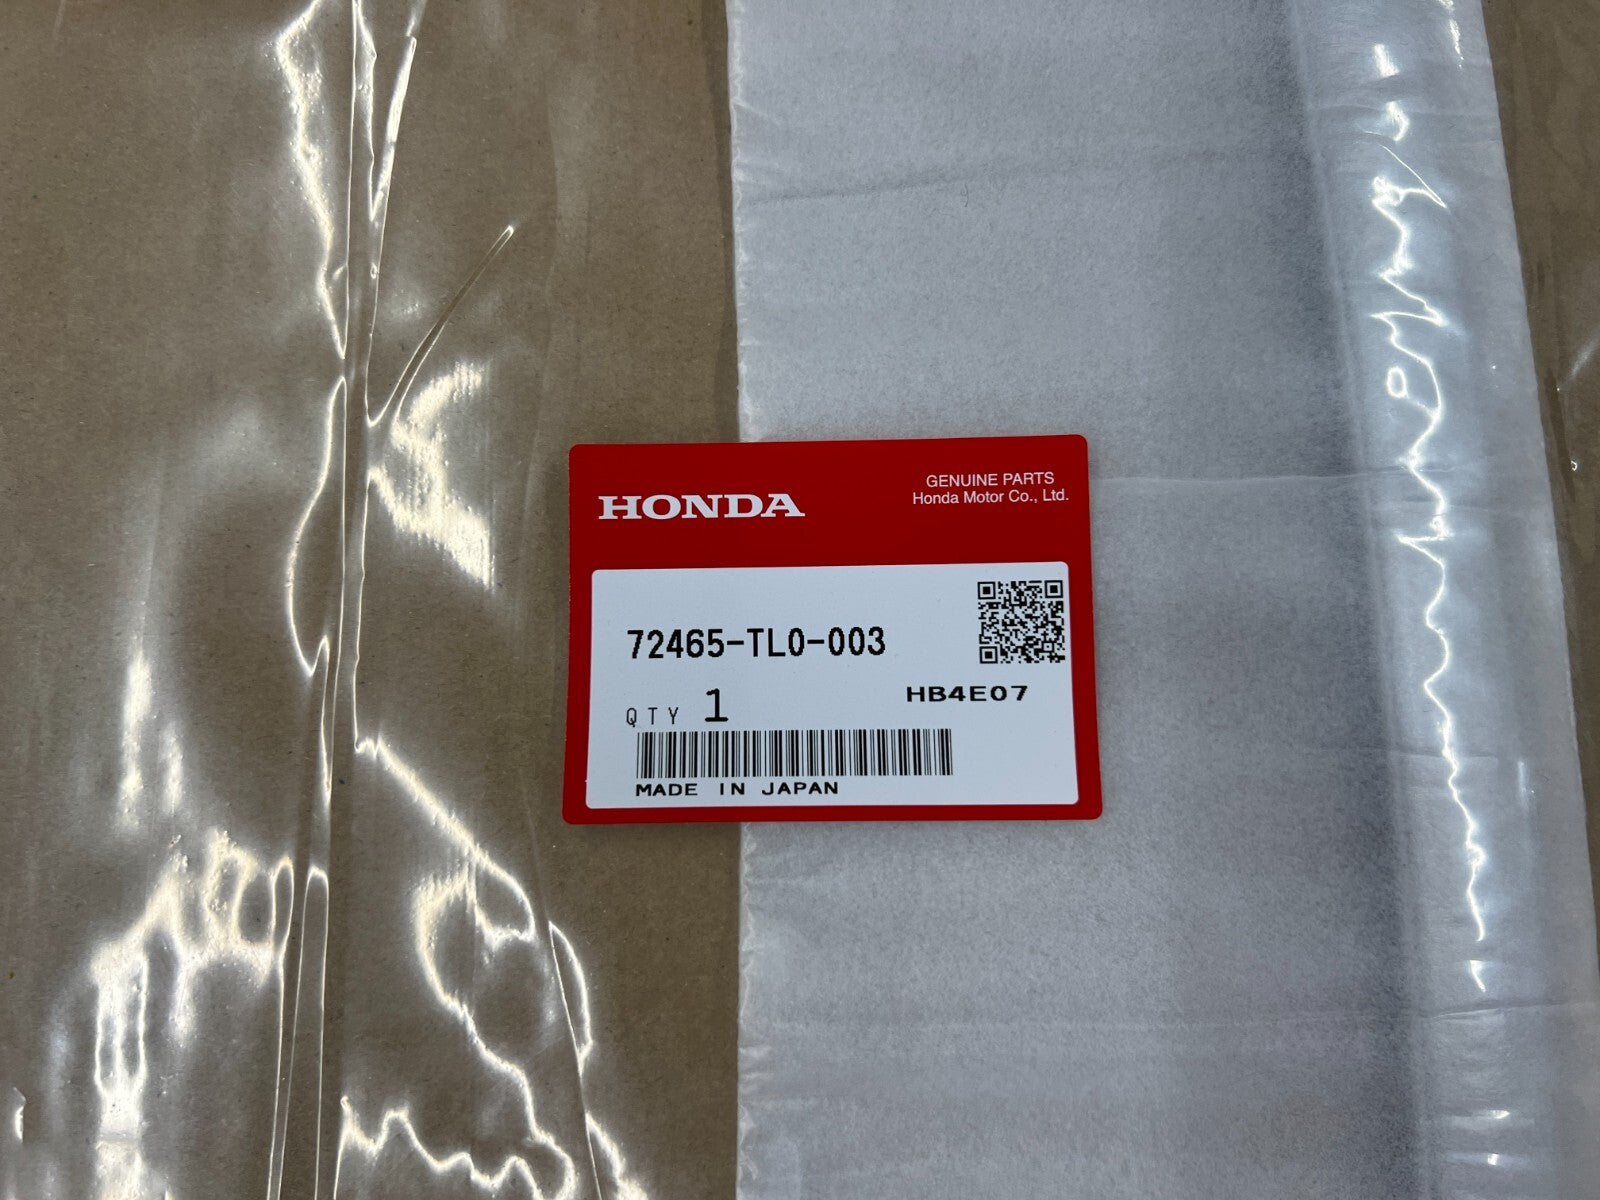 HONDA
GENUINE PARTS
Honda Motor Co., Ltd.
72465-TL0-003
HB4E07
QTY 1
MADE IN JAPAN